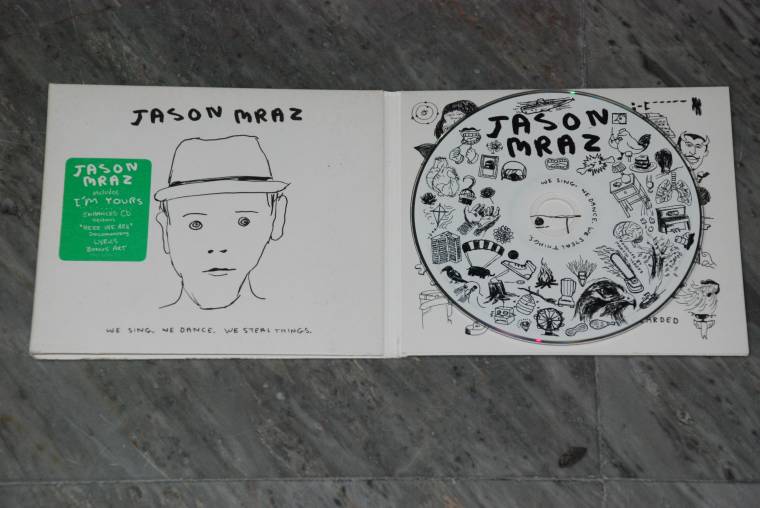 JASON MRAZ
JASON
MRAZ
includes
I'M YOURS
ENHANCED CD
features
"HERE WE ARE"
Documentary
LYRICS
BONUS ART
WE SING. WE DANCE. WE STEAL THINGS.
JASON
MRAZ
WE SING. WE DANCE. WE STEAL THINGS.